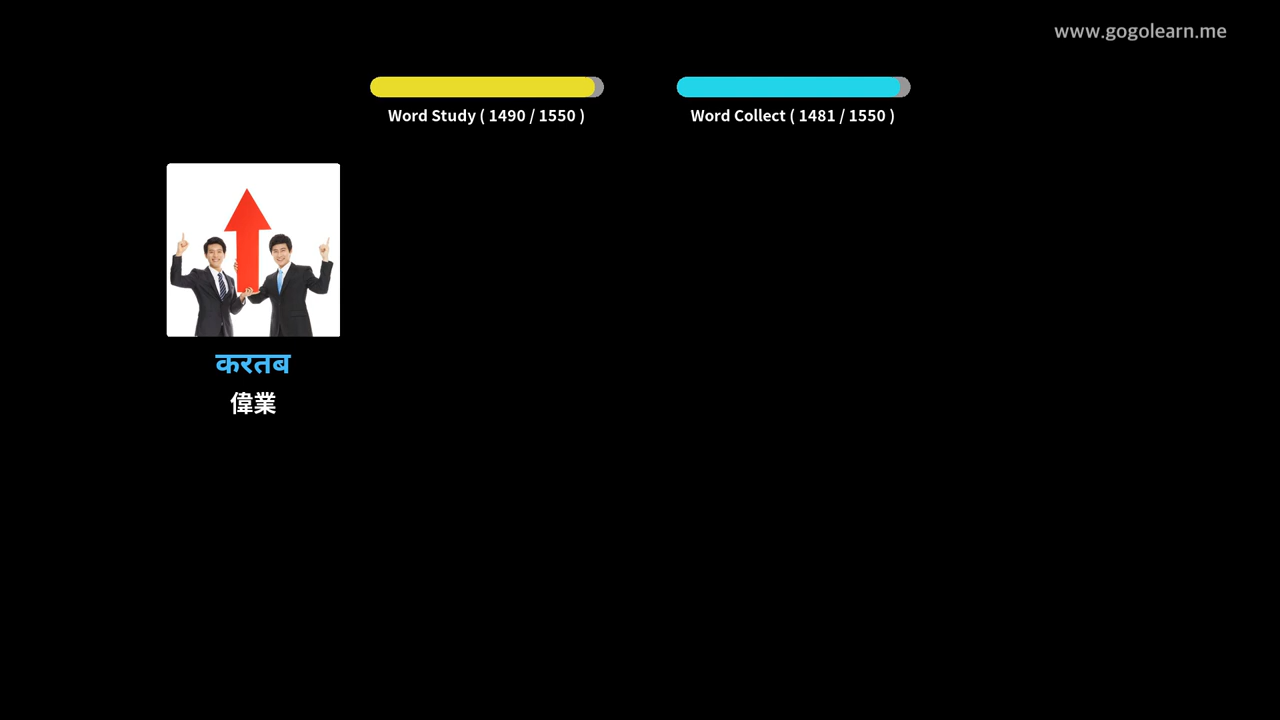 www.gogolearn.me
Word Study ( 1490 / 1550 )
Word Collect ( 1481 / 1550 )
करतब
偉業